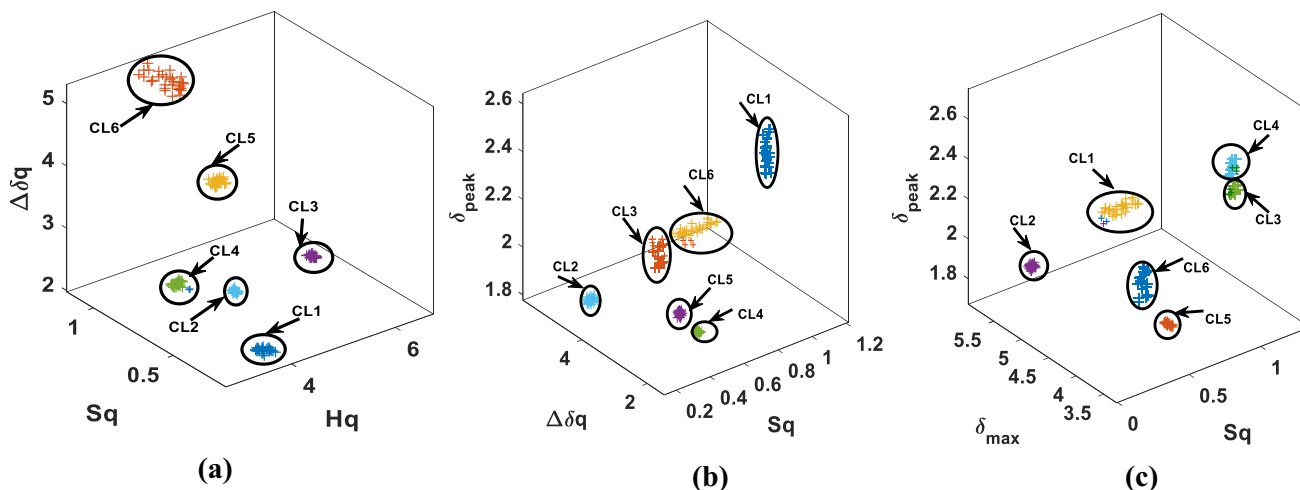 5
4
3
2
Δδq
1
0.5
Sq
4
6
Hq
CL6
CL5
CL3
CL4
CL2
CL1
(a)
2.6
2.4
2.2
2
1.8
δpeak
4
2
Δδq
0.2
0.4
0.6
0.8
1
1.2
Sq
CL1
CL6
CL3
CL2
CL5
CL4
(b)
2.6
2.4
2.2
2
1.8
δpeak
5.5
5
4.5
4
3.5
δmax
0
0.5
1
Sq
CL4
CL1
CL3
CL2
CL6
CL5
(c)